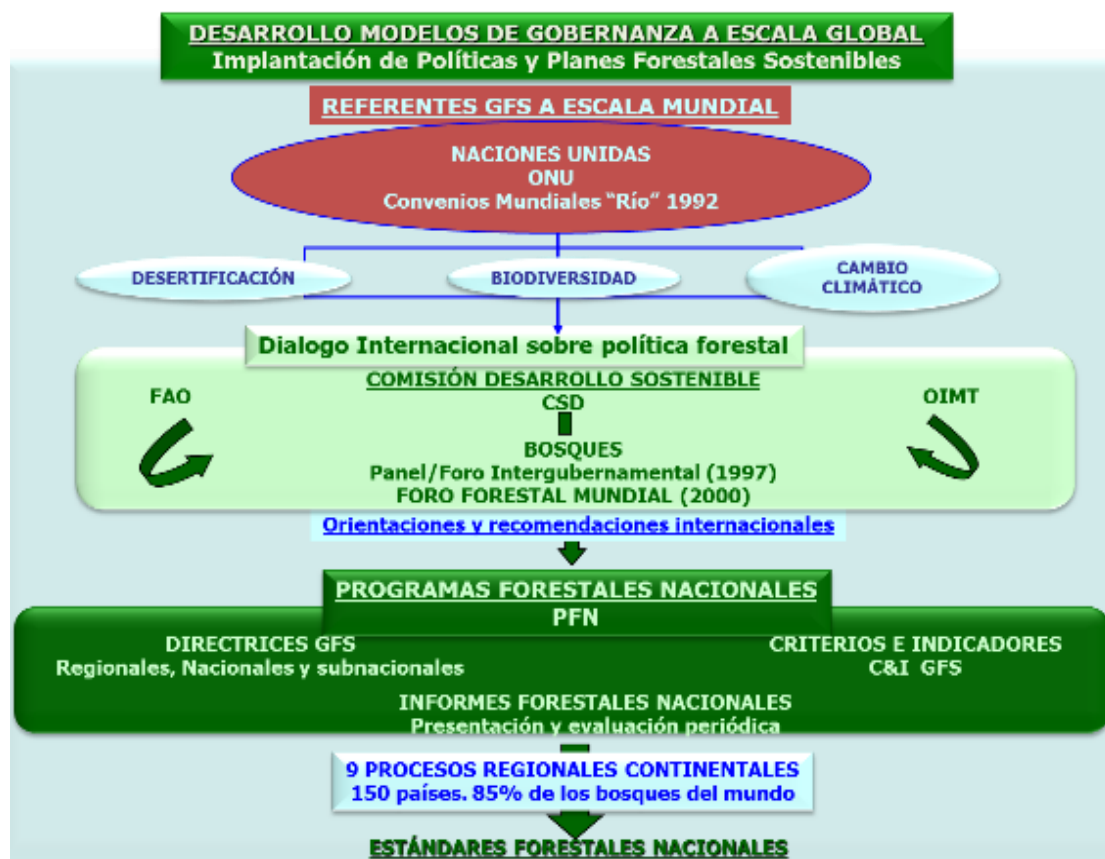 DESARROLLO MODELOS DE GOBERNANZA A ESCALA GLOBAL
Implantación de Políticas y Planes Forestales Sostenibles
REFERENTES GFS A ESCALA MUNDIAL
NACIONES UNIDAS
ONU
Convenios Mundiales “Río” 1992
DESERTIFICACIÓN
BIODIVERSIDAD
CAMBIO
CLIMÁTICO
Dialogo Internacional sobre política forestal
COMISIÓN DESARROLLO SOSTENIBLE
CSD
FAO
OIMT
BOSQUES
Panel/Foro Intergubernamental (1997)
FORO FORESTAL MUNDIAL (2000)
Orientaciones y recomendaciones internacionales
PROGRAMAS FORESTALES NACIONALES
PFN
DIRECTRICES GFS
Regionales, Nacionales y subnacionales
CRITERIOS E INDICADORES
C&I GFS
INFORMES FORESTALES NACIONALES
Presentación y evaluación periódica
9 PROCESOS REGIONALES CONTINENTALES
150 países. 85% de los bosques del mundo
ESTÁNDARES FORESTALES NACIONALES